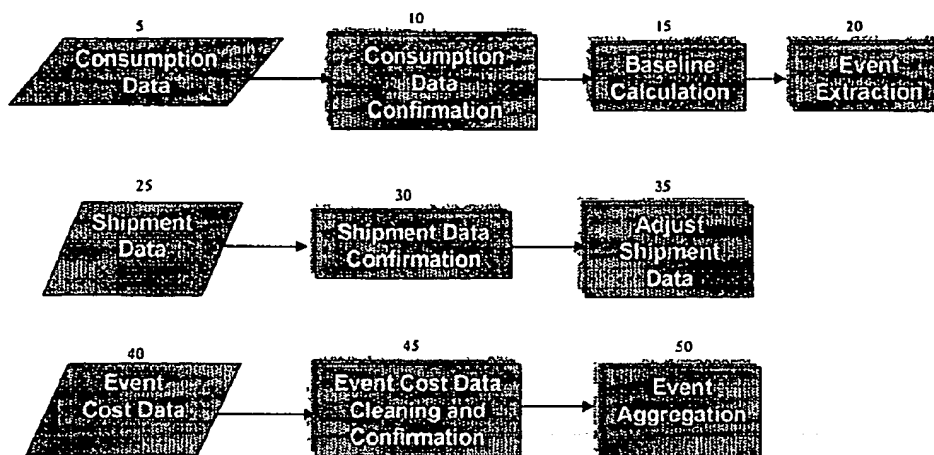 5
10
15
20
Consumption
Data
Consumption
Data
Confirmation
Baseline
Calculation
Event
Extraction
25
30
35
Shipment
Data
Shipment Data
Confirmation
Adjust
Shipment
Data
40
45
50
Event
Cost Data
Event Cost Data
Cleaning and
Confirmation
Event
Aggregation